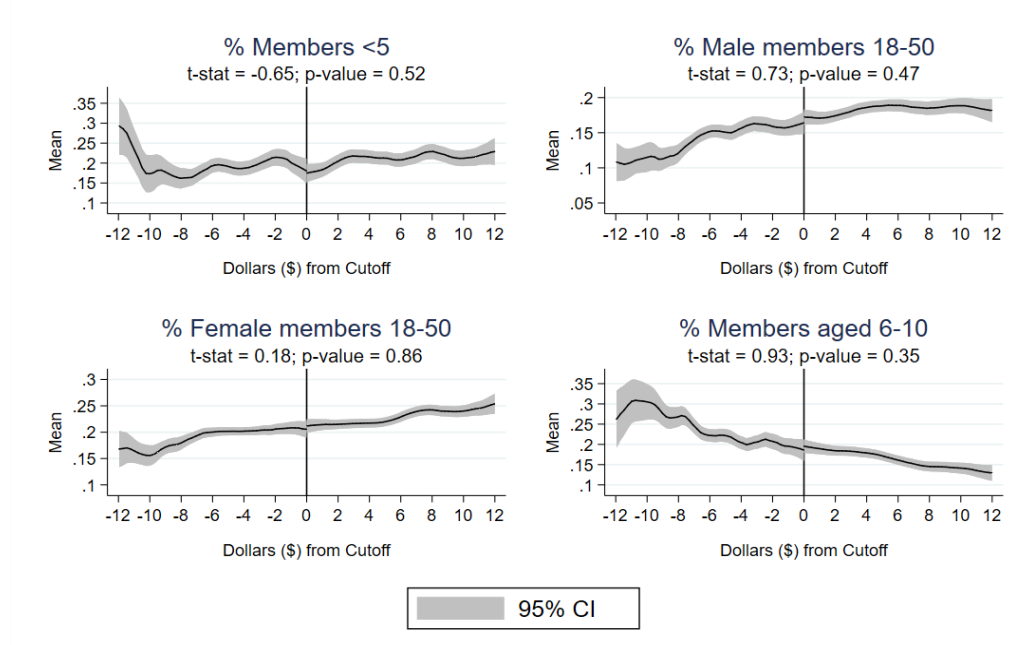 % Members <5
t-stat = -0.65; p-value = 0.52
Mean
.35
.3
.25
.2
.15
.1
-12 -10 -8 -6 -4 -2 0 2 4 6 8 10 12
Dollars ($) from Cutoff
% Male members 18-50
t-stat = 0.73; p-value = 0.47
Mean
.2
.15
.1
.05
-12 -10 -8 -6 -4 -2 0 2 4 6 8 10 12
Dollars ($) from Cutoff
% Female members 18-50
t-stat = 0.18; p-value = 0.86
Mean
.3
.25
.2
.15
.1
-12 -10 -8 -6 -4 -2 0 2 4 6 8 10 12
Dollars ($) from Cutoff
% Members aged 6-10
t-stat = 0.93; p-value = 0.35
Mean
.35
.3
.25
.2
.15
.1
-12 -10 -8 -6 -4 -2 0 2 4 6 8 10 12
Dollars ($) from Cutoff
95% CI